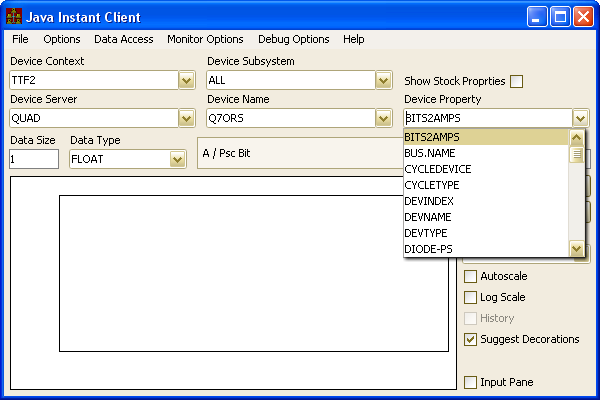 Java Instant Client
File Options Data Access Monitor Options Debug Options Help
Device Context Device Subsystem
TTF2 ALL Show Stock Proprties
Device Server Device Name Device Property
QUAD Q7ORS BITS2AMPS
Data Size Data Type
1 FLOAT A / Psc Bit
BITS2AMPS
BUS.NAME
CYCLEDEVICE
CYCLETYPE
DEVINDEX
DEVNAME
DEVTYPE
DIODE-PS
Autoscale
Log Scale
History
Suggest Decorations
Input Pane